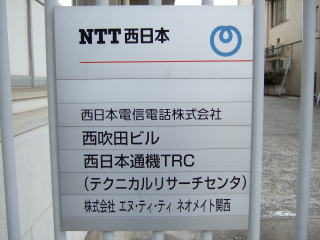 NTT西日本
西日本電信電話株式会社
西吹田ビル
西日本通機TRC
(テクニカルリサーチセンタ)
株式会社 エヌ・ティ・ティ ネオメイト関西